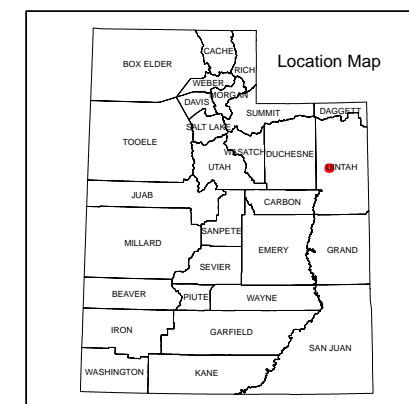 Location Map
BOX ELDER
CACHE
RICH
WEBER
MORGAN
DAVIS
SUMMIT
DAGGETT
SALT LAKE
TOOELE
WASATCH
DUCHESNE
UINTAH
UTAH
JUAB
CARBON
SANPETE
MILLARD
EMERY
GRAND
SEVIER
BEAVER
PIUTE
WAYNE
IRON
GARFIELD
SAN JUAN
WASHINGTON
KANE